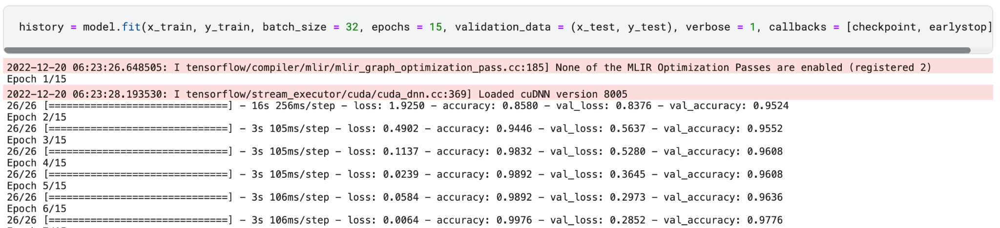 history = model.fit(x_train, y_train, batch_size = 32, epochs = 15, validation_data = (x_test, y_test), verbose = 1, callbacks = [checkpoint, earlystop]
2022-12-20 06:23:26.648505: I tensorflow/compiler/mlir/mlir_graph_optimization_pass.cc:185] None of the MLIR Optimization Passes are enabled (registered 2)
Epoch 1/15
2022-12-20 06:23:28.193530: I tensorflow/stream_executor/cuda/cuda_dnn.cc:369] Loaded cuDNN version 8005
26/26 [==============================] - 16s 256ms/step - loss: 1.9250 - accuracy: 0.8580 - val_loss: 0.8376 - val_accuracy: 0.9524
Epoch 2/15
26/26 [==============================] - 3s 105ms/step - loss: 0.4902 - accuracy: 0.9446 - val_loss: 0.5637 - val_accuracy: 0.9552
Epoch 3/15
26/26 [==============================] - 3s 105ms/step - loss: 0.1137 - accuracy: 0.9832 - val_loss: 0.5280 - val_accuracy: 0.9608
Epoch 4/15
26/26 [==============================] - 3s 105ms/step - loss: 0.0239 - accuracy: 0.9892 - val_loss: 0.3645 - val_accuracy: 0.9608
Epoch 5/15
26/26 [==============================] - 3s 106ms/step - loss: 0.0584 - accuracy: 0.9892 - val_loss: 0.2973 - val_accuracy: 0.9636
Epoch 6/15
26/26 [==============================] - 3s 106ms/step - loss: 0.0064 - accuracy: 0.9976 - val_loss: 0.2852 - val_accuracy: 0.9776